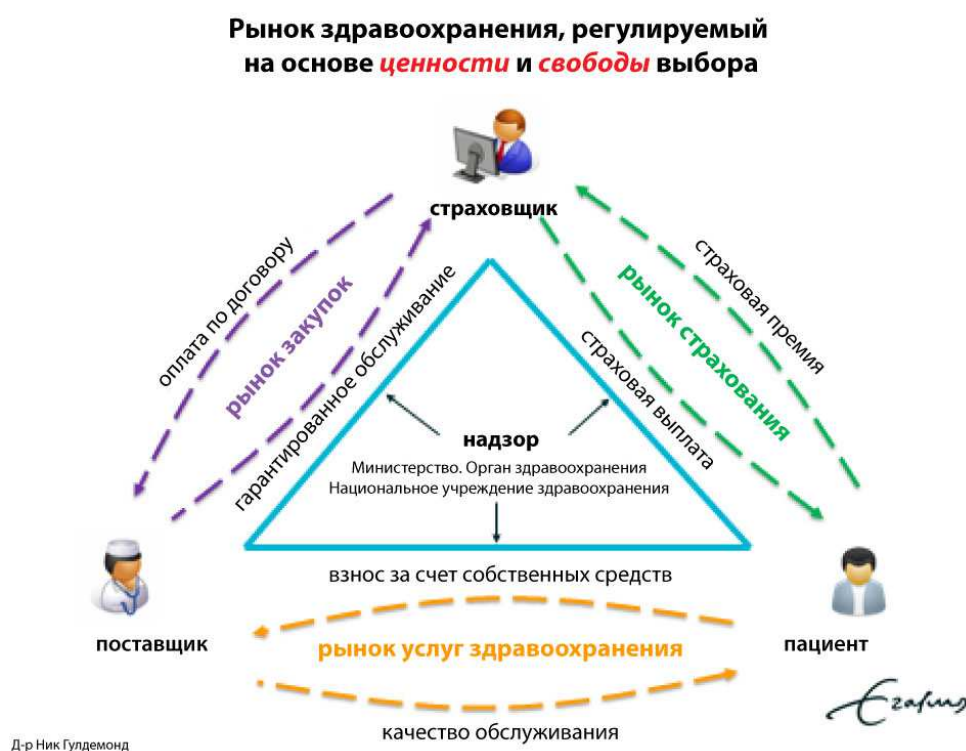 Рынок здравоохранения, регулируемый
на основе ценности и свободы выбора
страховщик
оплата по договору
рынок закупок
гарантированное обслуживание
страховая премия
рынок страхования
страховая выплата
надзор
Министерство. Орган здравоохранения
Национальное учреждение здравоохранения
взнос за счет собственных средств
поставщик
рынок услуг здравоохранения
пациент
качество обслуживания
Erasmus
Д-р Ник Гулдемонд